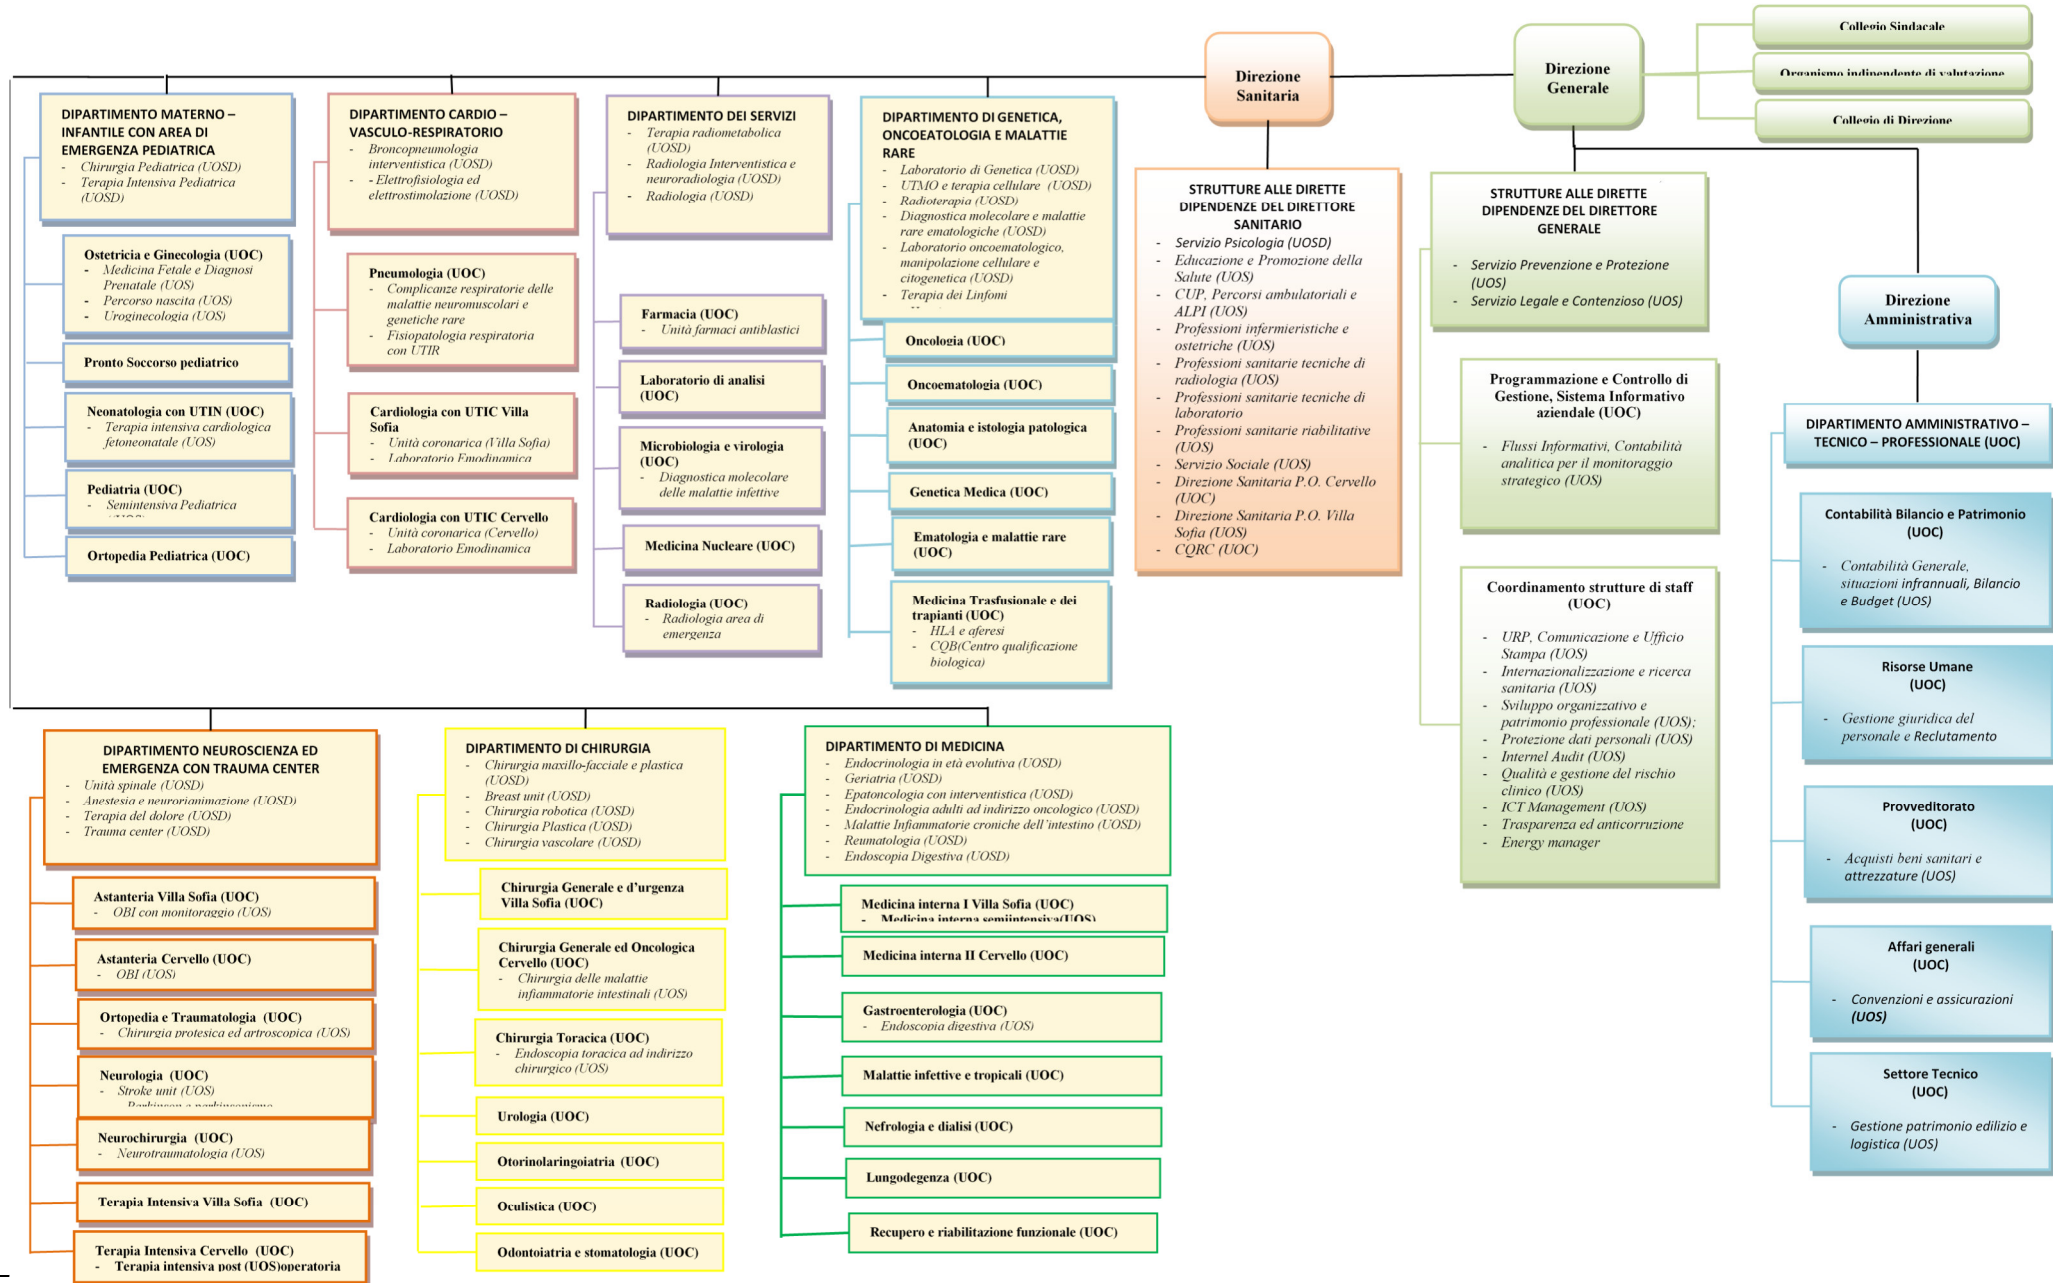 Collegio Sindacale
Organismo indipendente di valutazione
Collegio di Direzione
Direzione
Generale
Direzione
Sanitaria
DIPARTIMENTO MATERNO –
INFANTILE CON AREA DI
EMERGENZA PEDIATRICA
- Chirurgia Pediatrica (UOSD)
- Terapia Intensiva Pediatrica
(UOSD)
Ostetricia e Ginecologia (UOC)
- Medicina Fetale e Diagnosi
Prenatale (UOS)
- Percorso nascita (UOS)
- Uroginecologia (UOS)
Pronto Soccorso pediatrico
Neonatologia con UTIN (UOC)
- Terapia intensiva cardiologica
fetoneonatale (UOS)
Pediatria (UOC)
- Semintensiva Pediatrica
Ortopedia Pediatrica (UOC)
DIPARTIMENTO CARDIO –
VASCULO-RESPIRATORIO
- Broncopneumologia
interventistica (UOSD)
- - Elettrofisiologia ed
elettrostimolazione (UOSD)
Pneumologia (UOC)
- Complicanze respiratorie delle
malattie neuromuscolari e
genetiche rare
- Fisiopatologia respiratoria
con UTIR
Cardiologia con UTIC Villa
Sofia
- Unità coronarica (Villa Sofia)
- Laboratorio Emodinamica
Cardiologia con UTIC Cervello
- Unità coronarica (Cervello)
- Laboratorio Emodinamica
DIPARTIMENTO DEI SERVIZI
- Terapia radiometabolica
(UOSD)
- Radiologia Interventistica e
neuroradiologia (UOSD)
- Radiologia (UOSD)
Farmacia (UOC)
- Unità farmaci antiblastici
Laboratorio di analisi
(UOC)
Microbiologia e virologia
(UOC)
- Diagnostica molecolare
delle malattie infettive
Medicina Nucleare (UOC)
Radiologia (UOC)
- Radiologia area di
emergenza
DIPARTIMENTO DI GENETICA,
ONCOEATOLOGIA E MALATTIE
RARE
- Laboratorio di Genetica (UOSD)
- UTMO e terapia cellulare (UOSD)
- Radioterapia (UOSD)
- Diagnostica molecolare e malattie
rare ematologiche (UOSD)
- Laboratorio oncoematologico,
manipolazione cellulare e
citogenetica (UOSD)
- Terapia dei Linfomi
Oncologia (UOC)
Oncoematologia (UOC)
Anatomia e istologia patologica
(UOC)
Genetica Medica (UOC)
Ematologia e malattie rare
(UOC)
Medicina Trasfusionale e dei
trapianti (UOC)
- HLA e aferesi
- CQB(Centro qualificazione
biologica)
STRUTTURE ALLE DIRETTE
DIPENDENZE DEL DIRETTORE
SANITARIO
- Servizio Psicologia (UOSD)
- Educazione e Promozione della
Salute (UOS)
- CUP, Percorsi ambulatoriali e
ALPI (UOS)
- Professioni infermieristiche e
ostetriche (UOS)
- Professioni sanitarie tecniche di
radiologia (UOS)
- Professioni sanitarie tecniche di
laboratorio
- Professioni sanitarie riabilitative
(UOS)
- Servizio Sociale (UOS)
- Direzione Sanitaria P.O. Cervello
(UOC)
- Direzione Sanitaria P.O. Villa
Sofia (UOS)
- CQRC (UOC)
STRUTTURE ALLE DIRETTE
DIPENDENZE DEL DIRETTORE
GENERALE
- Servizio Prevenzione e Protezione
(UOS)
- Servizio Legale e Contenzioso (UOS)
Programmazione e Controllo di
Gestione, Sistema Informativo
aziendale (UOC)
- Flussi Informativi, Contabilità
analitica per il monitoraggio
strategico (UOS)
Coordinamento strutture di staff
(UOC)
- URP, Comunicazione e Ufficio
Stampa (UOS)
- Internazionalizzazione e ricerca
sanitaria (UOS)
- Sviluppo organizzativo e
patrimonio professionale (UOS);
- Protezione dati personali (UOS)
- Internel Audit (UOS)
- Qualità e gestione del rischio
clinico (UOS)
- ICT Management (UOS)
- Trasparenza ed anticorruzione
- Energy manager
Direzione
Amministrativa
DIPARTIMENTO AMMINISTRATIVO –
TECNICO – PROFESSIONALE (UOC)
Contabilità Bilancio e Patrimonio
(UOC)
- Contabilità Generale,
situazioni infrannuali, Bilancio
e Budget (UOS)
Risorse Umane
(UOC)
- Gestione giuridica del
personale e Reclutamento
Provveditorato
(UOC)
- Acquisti beni sanitari e
attrezzature (UOS)
Affari generali
(UOC)
- Convenzioni e assicurazioni
(UOS)
Settore Tecnico
(UOC)
- Gestione patrimonio edilizio e
logistica (UOS)
DIPARTIMENTO NEUROSCIENZA ED
EMERGENZA CON TRAUMA CENTER
- Unità spinale (UOSD)
- Anestesia e neurorianimazione (UOSD)
- Terapia del dolore (UOSD)
- Trauma center (UOSD)
Astanteria Villa Sofia (UOC)
- OBI con monitoraggio (UOS)
Astanteria Cervello (UOC)
- OBI (UOS)
Ortopedia e Traumatologia (UOC)
- Chirurgia protesica ed artroscopica (UOS)
Neurologia (UOC)
- Stroke unit (UOS)
Parkinson e parkinsonismo
Neurochirurgia (UOC)
- Neurotraumatologia (UOS)
Terapia Intensiva Villa Sofia (UOC)
Terapia Intensiva Cervello (UOC)
- Terapia intensiva post (UOS)operatoria
DIPARTIMENTO DI CHIRURGIA
- Chirurgia maxillo-facciale e plastica
(UOSD)
- Breast unit (UOSD)
- Chirurgia robotica (UOSD)
- Chirurgia Plastica (UOSD)
- Chirurgia vascolare (UOSD)
Chirurgia Generale e d'urgenza
Villa Sofia (UOC)
Chirurgia Generale ed Oncologica
Cervello (UOC)
- Chirurgia delle malattie
infiammatorie intestinali (UOS)
Chirurgia Toracica (UOC)
- Endoscopia toracica ad indirizzo
chirurgico (UOS)
Urologia (UOC)
Otorinolaringoiatria (UOC)
Oculistica (UOC)
Odontoiatria e stomatologia (UOC)
DIPARTIMENTO DI MEDICINA
- Endocrinologia in età evolutiva (UOSD)
- Geriatria (UOSD)
- Epatoncologia con interventistica (UOSD)
- Endocrinologia adulti ad indirizzo oncologico (UOSD)
- Malattie Infiammatorie croniche dell'intestino (UOSD)
- Reumatologia (UOSD)
- Endoscopia Digestiva (UOSD)
Medicina interna I Villa Sofia (UOC)
- Medicina interna semiintensiva(UOS)
Medicina interna II Cervello (UOC)
Gastroenterologia (UOC)
- Endoscopia digestiva (UOS)
Malattie infettive e tropicali (UOC)
Nefrologia e dialisi (UOC)
Lungodegenza (UOC)
Recupero e riabilitazione funzionale (UOC)